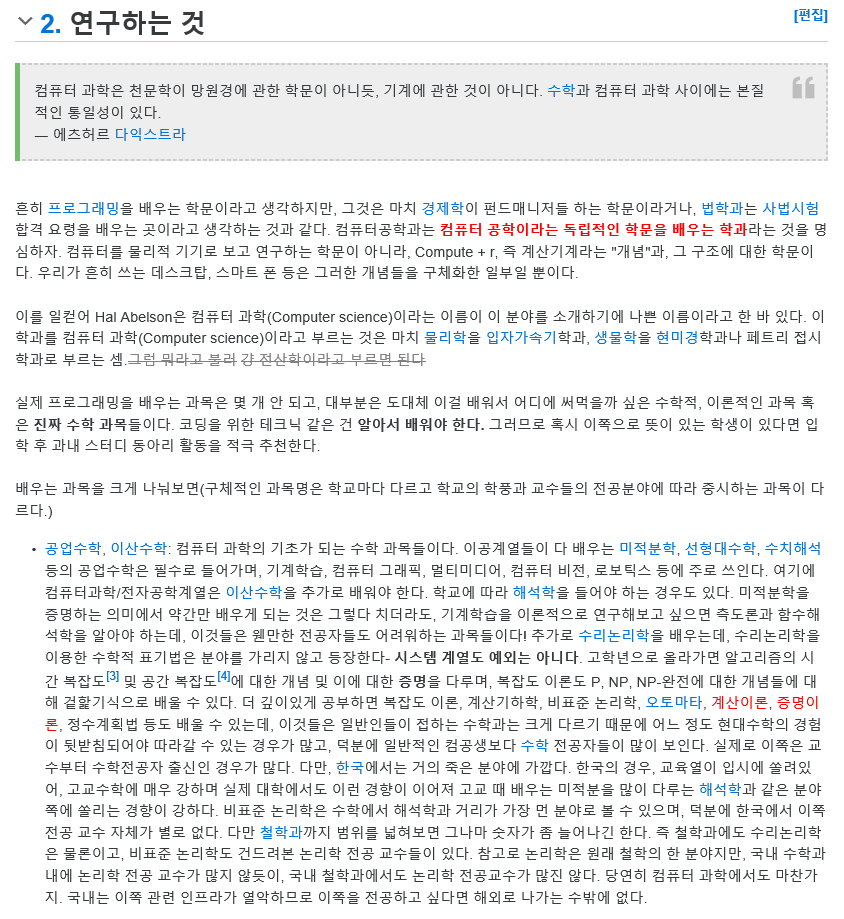 2. 연구하는 것
[편집]
컴퓨터 과학은 천문학이 망원경에 관한 학문이 아니듯, 기계에 관한 것이 아니다. 수학과 컴퓨터 과학 사이에는 본질
적인 통일성이 있다.
— 에츠허르 다익스트라
흔히 프로그래밍을 배우는 학문이라고 생각하지만, 그것은 마치 경제학이 펀드매니저들 하는 학문이라거나, 법학과는 사법시험
합격 요령을 배우는 곳이라고 생각하는 것과 같다. 컴퓨터공학과는 컴퓨터 공학이라는 독립적인 학문을 배우는 학과라는 것을 명
심하자. 컴퓨터를 물리적 기기로 보고 연구하는 학문이 아니라, Compute + r, 즉 계산기계라는 "개념"과, 그 구조에 대한 학문이
다. 우리가 흔히 쓰는 데스크탑, 스마트 폰 등은 그러한 개념들을 구체화한 일부일 뿐이다.
이를 일컫어 Hal Abelson은 컴퓨터 과학(Computer science)이라는 이름이 이 분야를 소개하기에 나쁜 이름이라고 한 바 있다. 이
학과를 컴퓨터 과학(Computer science)이라고 부르는 것은 마치 물리학을 입자가속기학과, 생물학을 현미경학과나 페트리 접시
학과로 부르는 셈.그럼 뭐라고 불러 걍 전산학이라고 부르면 된다
실제 프로그래밍을 배우는 과목은 몇 개 안 되고, 대부분은 도대체 이걸 배워서 어디에 써먹을까 싶은 수학적, 이론적인 과목 혹
은 진짜 수학 과목들이다. 코딩을 위한 테크닉 같은 건 알아서 배워야 한다. 그러므로 혹시 이쪽으로 뜻이 있는 학생이 있다면 입
학 후 과내 스터디 동아리 활동을 적극 추천한다.
배우는 과목을 크게 나눠보면(구체적인 과목명은 학교마다 다르고 학교의 학풍과 교수들의 전공분야에 따라 중시하는 과목이 다
르다.)
• 공업수학, 이산수학: 컴퓨터 과학의 기초가 되는 수학 과목들이다. 이공계열들이 다 배우는 미적분학, 선형대수학, 수치해석
등의 공업수학은 필수로 들어가며, 기계학습, 컴퓨터 그래픽, 멀티미디어, 컴퓨터 비전, 로보틱스 등에 주로 쓰인다. 여기에
컴퓨터과학/전자공학계열은 이산수학을 추가로 배워야 한다. 학교에 따라 해석학을 들어야 하는 경우도 있다. 미적분학을
증명하는 의미에서 약간만 배우게 되는 것은 그렇다 치더라도, 기계학습을 이론적으로 연구해보고 싶으면 측도론과 함수해
석학을 알아야 하는데, 이것들은 웬만한 전공자들도 어려워하는 과목들이다! 추가로 수리논리학을 배우는데, 수리논리학을
이용한 수학적 표기법은 분야를 가리지 않고 등장한다- 시스템 계열도 예외는 아니다. 고학년으로 올라가면 알고리즘의 시
간 복잡도[3] 및 공간 복잡도[4]에 대한 개념 및 이에 대한 증명을 다루며, 복잡도 이론도 P, NP, NP-완전에 대한 개념들에 대
해 겉핥기식으로 배울 수 있다. 더 깊이있게 공부하면 복잡도 이론, 계산기하학, 비표준 논리학, 오토마타, 계산이론, 증명이
론, 정수계획법 등도 배울 수 있는데, 이것들은 일반인들이 접하는 수학과는 크게 다르기 때문에 어느 정도 현대수학의 경험
이 뒷받침되어야 따라갈 수 있는 경우가 많고, 덕분에 일반적인 컴공생보다 수학 전공자들이 많이 보인다. 실제로 이쪽은 교
수부터 수학전공자 출신인 경우가 많다. 다만, 한국에서는 거의 죽은 분야에 가깝다. 한국의 경우, 교육열이 입시에 쏠려있
어, 고교수학에 매우 강하며 실제 대학에서도 이런 경향이 이어져 고교 때 배우는 미적분을 많이 다루는 해석학과 같은 분야
쪽에 쏠리는 경향이 강하다. 비표준 논리학은 수학에서 해석학과 거리가 가장 먼 분야로 볼 수 있으며, 덕분에 한국에서 이쪽
전공 교수 자체가 별로 없다. 다만 철학과까지 범위를 넓혀보면 그나마 숫자가 좀 늘어나긴 한다. 즉 철학과에도 수리논리학
은 물론이고, 비표준 논리학도 건드려본 논리학 전공 교수들이 있다. 참고로 논리학은 원래 철학의 한 분야지만, 국내 수학과
내에 논리학 전공 교수가 많지 않듯이, 국내 철학과에서도 논리학 전공교수가 많진 않다. 당연히 컴퓨터 과학에서도 마찬가
지. 국내는 이쪽 관련 인프라가 열악하므로 이쪽을 전공하고 싶다면 해외로 나가는 수밖에 없다.